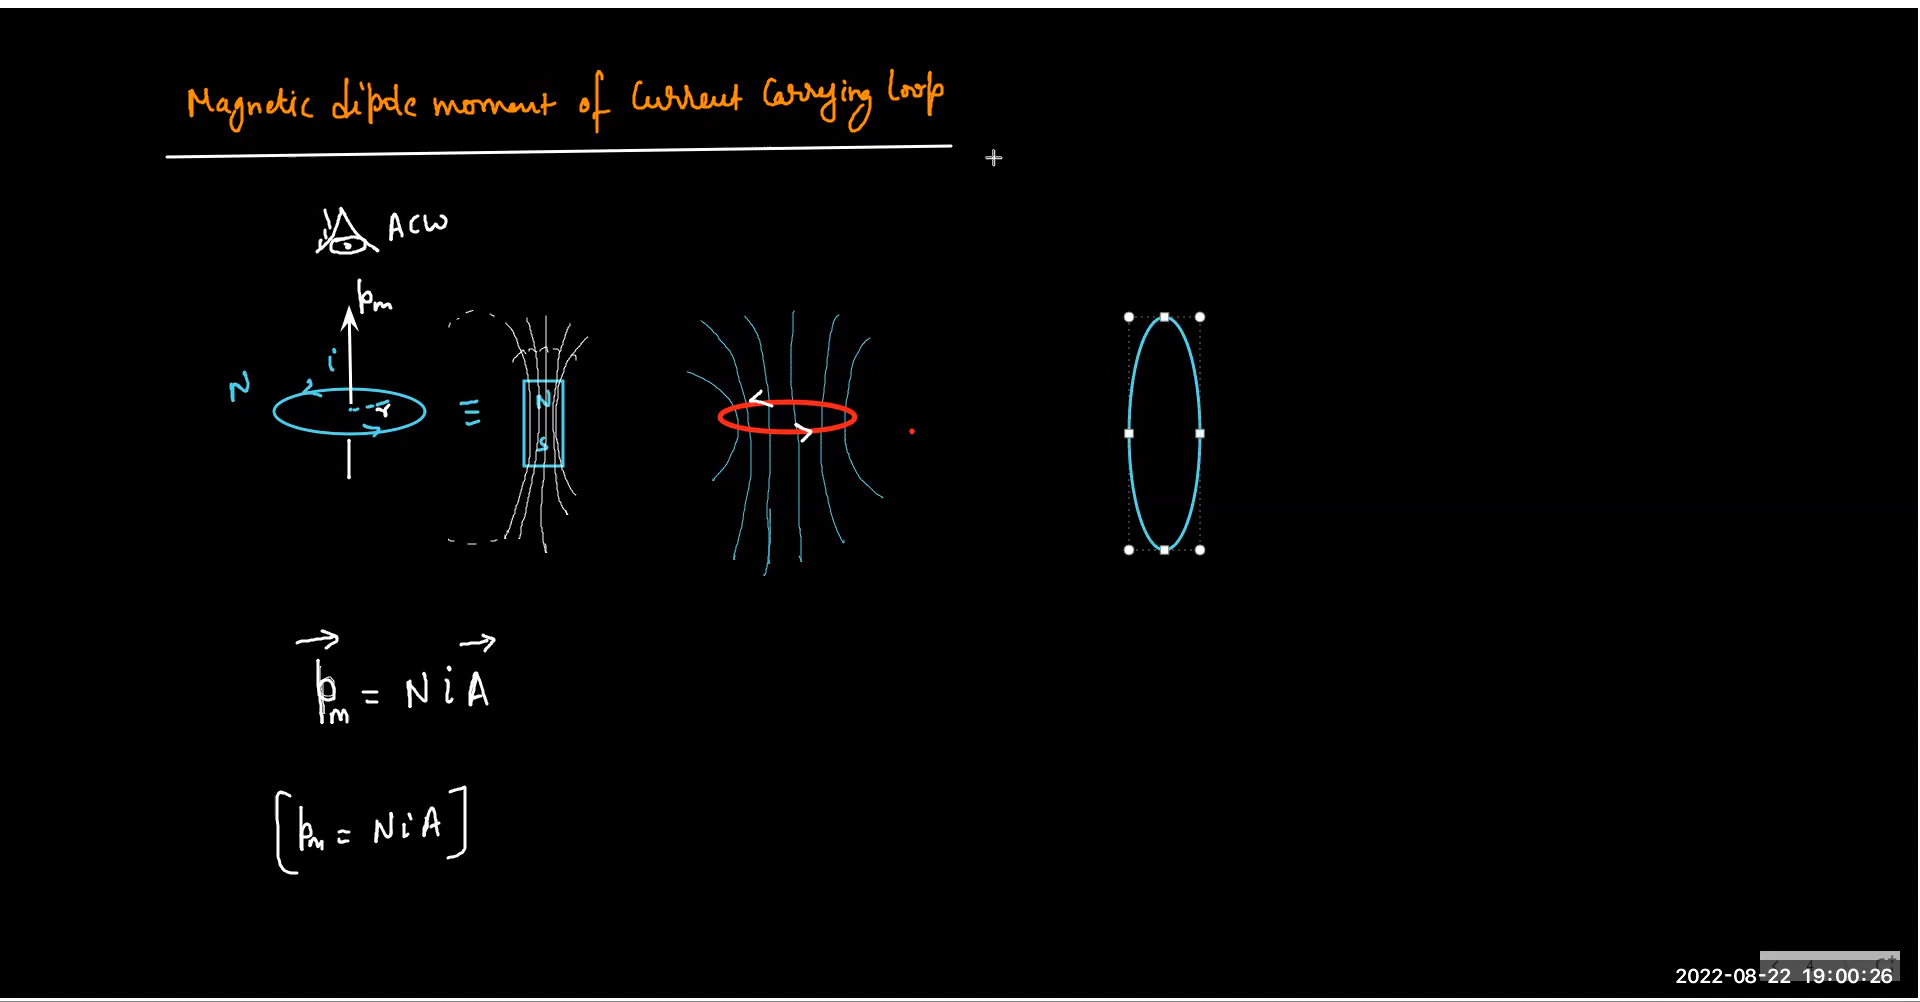 Magnetic dipole moment of Current Carrying Loop
ACW
pm
i
N
r
≡
N
S
pm = NiA
[pm = NiA]
2022-08-22 19:00:26